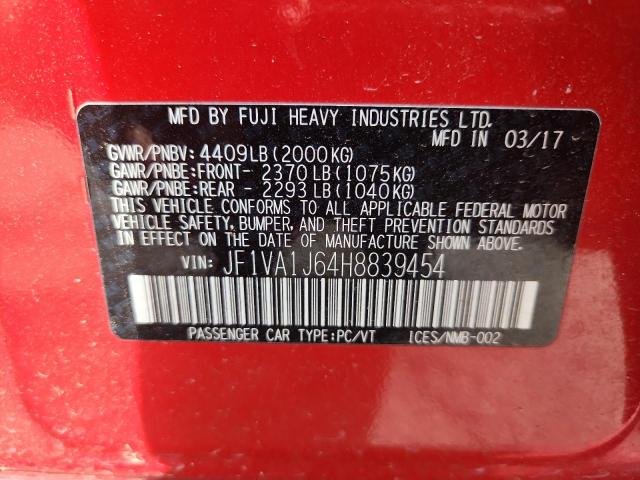 MFD BY FUJI HEAVY INDUSTRIES LTD.
MFD IN 03/17
GVWR/PNBV: 4409LB(2000KG)
GAWR/PNBE:FRONT- 2370LB(1075KG)
GAWR/PNBE:REAR - 2293LB(1040KG)
THIS VEHICLE CONFORMS TO ALL APPLICABLE FEDERAL MOTOR
VEHICLE SAFETY, BUMPER, AND THEFT PREVENTION STANDARDS
IN EFFECT ON THE DATE OF MANUFACTURE SHOWN ABOVE.
VIN: JF1VA1J64H8839454
PASSENGER CAR TYPE:PC/VT ICES/NMB-002